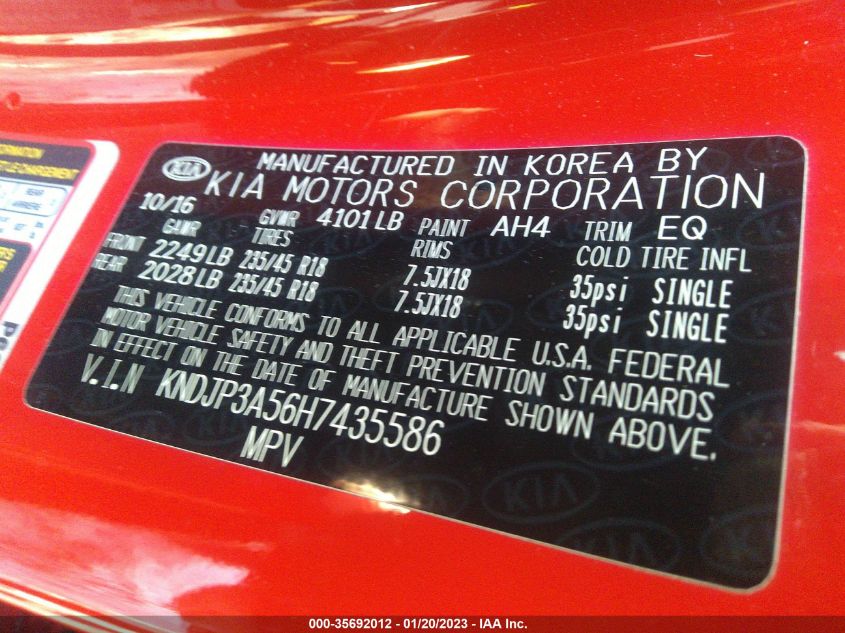 KIA
MANUFACTURED IN KOREA BY
KIA MOTORS CORPORATION
10/16 GVWR 4101LB PAINT AH4 TRIM EQ
GAWR TIRES RIMS COLD TIRE INFL
FRONT 2249LB 235/45 R18 7.5JX18 35psi SINGLE
REAR 2028LB 235/45 R18 7.5JX18 35psi SINGLE
THIS VEHICLE CONFORMS TO ALL APPLICABLE U.S.A. FEDERAL
MOTOR VEHICLE SAFETY AND THEFT PREVENTION STANDARDS
IN EFFECT ON THE DATE OF MANUFACTURE SHOWN ABOVE.
V.I.N KNDJP3A56H7435586
MPV
REAR
000-35692012 - 01/20/2023 - IAA Inc.